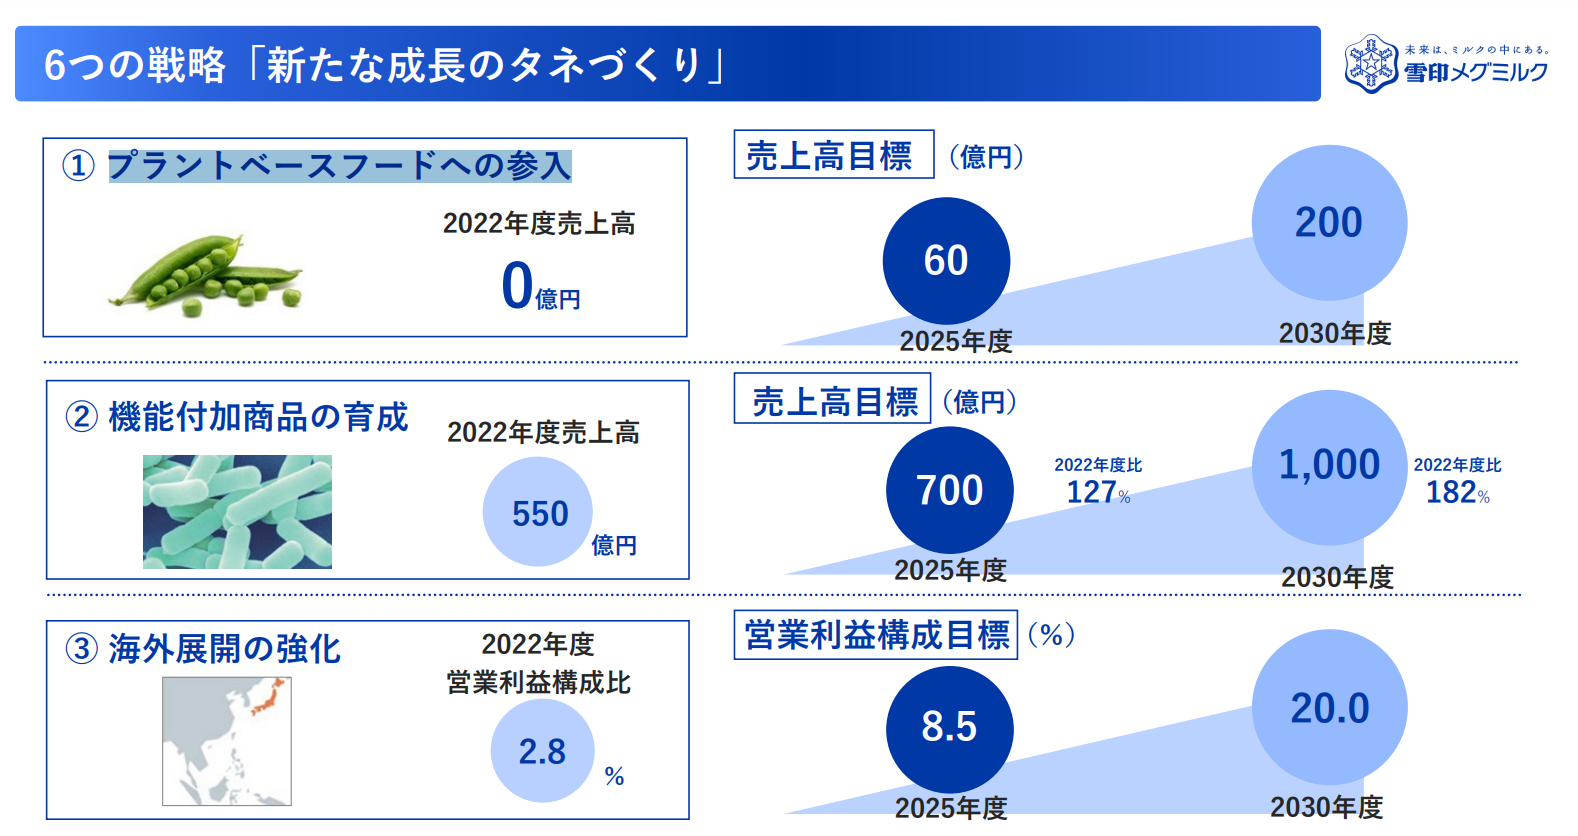 6つの戦略「新たな成長のタネづくり」
未来は、ミルクの中にある。
雪印メグミルク
① プラントベースフードへの参入
2022年度売上高
0億円
売上高目標（億円）
60
2025年度
200
2030年度
② 機能付加商品の育成
2022年度売上高
550
億円
売上高目標（億円）
700
2025年度
2022年度比
127%
1,000
2030年度
2022年度比
182%
③ 海外展開の強化
2022年度
営業利益構成比
2.8
%
営業利益構成目標（%）
8.5
2025年度
20.0
2030年度